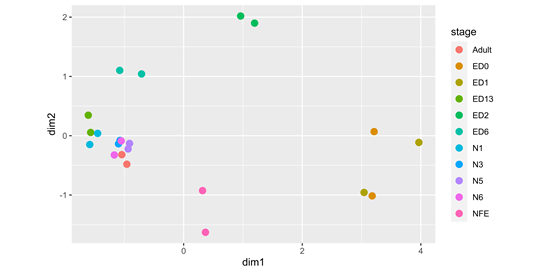 2
1
0
-1
dim2
0
2
4
dim1
stage
Adult
ED0
ED1
ED13
ED2
ED6
N1
N3
N5
N6
NFE